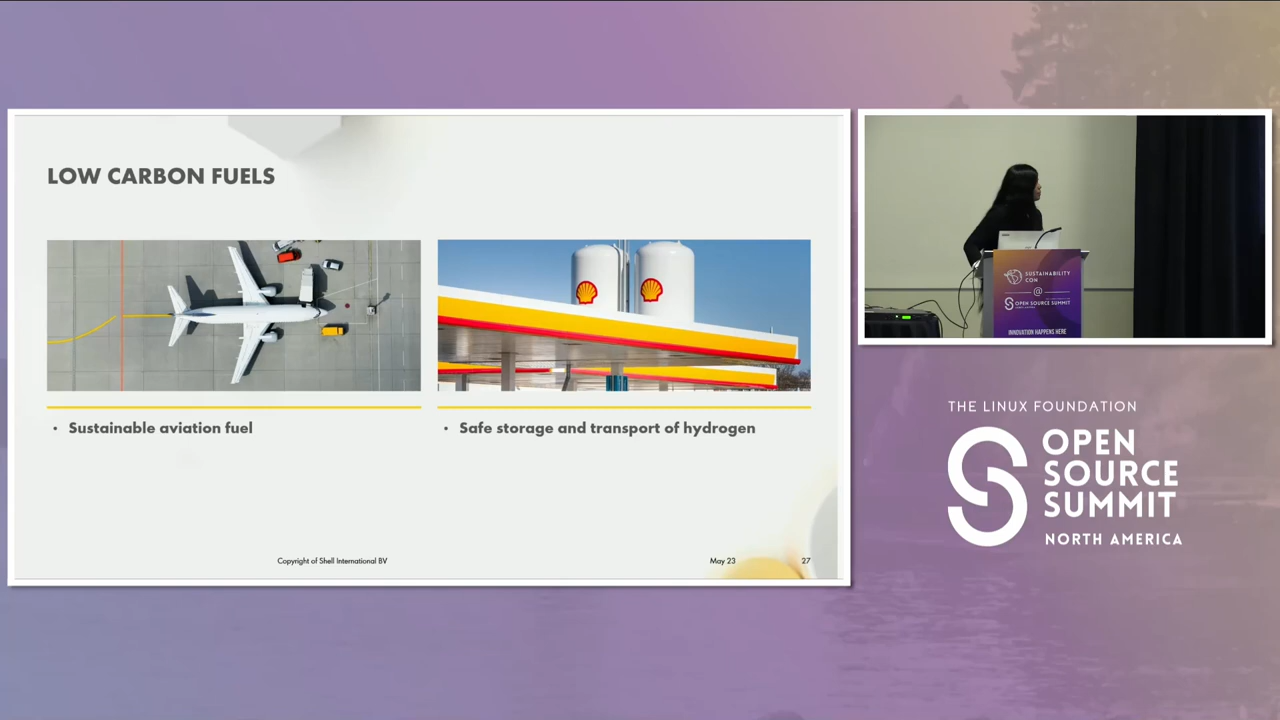 LOW CARBON FUELS
• Sustainable aviation fuel
• Safe storage and transport of hydrogen
Copyright of Shell International BV
May 23
27
SUSTAINABILITY
CON
@
OPEN SOURCE SUMMIT
INNOVATION HAPPENS HERE
THE LINUX FOUNDATION
OPEN
SOURCE
SUMMIT
NORTH AMERICA